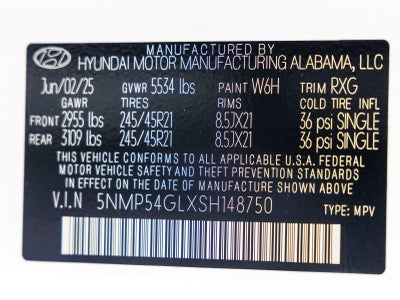 MANUFACTURED BY
HYUNDAI MOTOR MANUFACTURING ALABAMA, LLC
Jun/02/25 GVWR 5534 lbs PAINT W6H TRIM RXG
GAWR TIRES RIMS COLD TIRE INFL
FRONT 2955 lbs 245/45R21 8.5JX21 36 psi SINGLE
REAR 3109 lbs 245/45R21 8.5JX21 36 psi SINGLE
THIS VEHICLE CONFORMS TO ALL APPLICABLE U.S.A. FEDERAL
MOTOR VEHICLE SAFETY, BUMPER, AND
THEFT PREVENTION STANDARDS
IN EFFECT ON THE DATE OF MANUFACTURE SHOWN ABOVE.
V.I.N 5NMP54GLXSH148750 TYPE: MPV